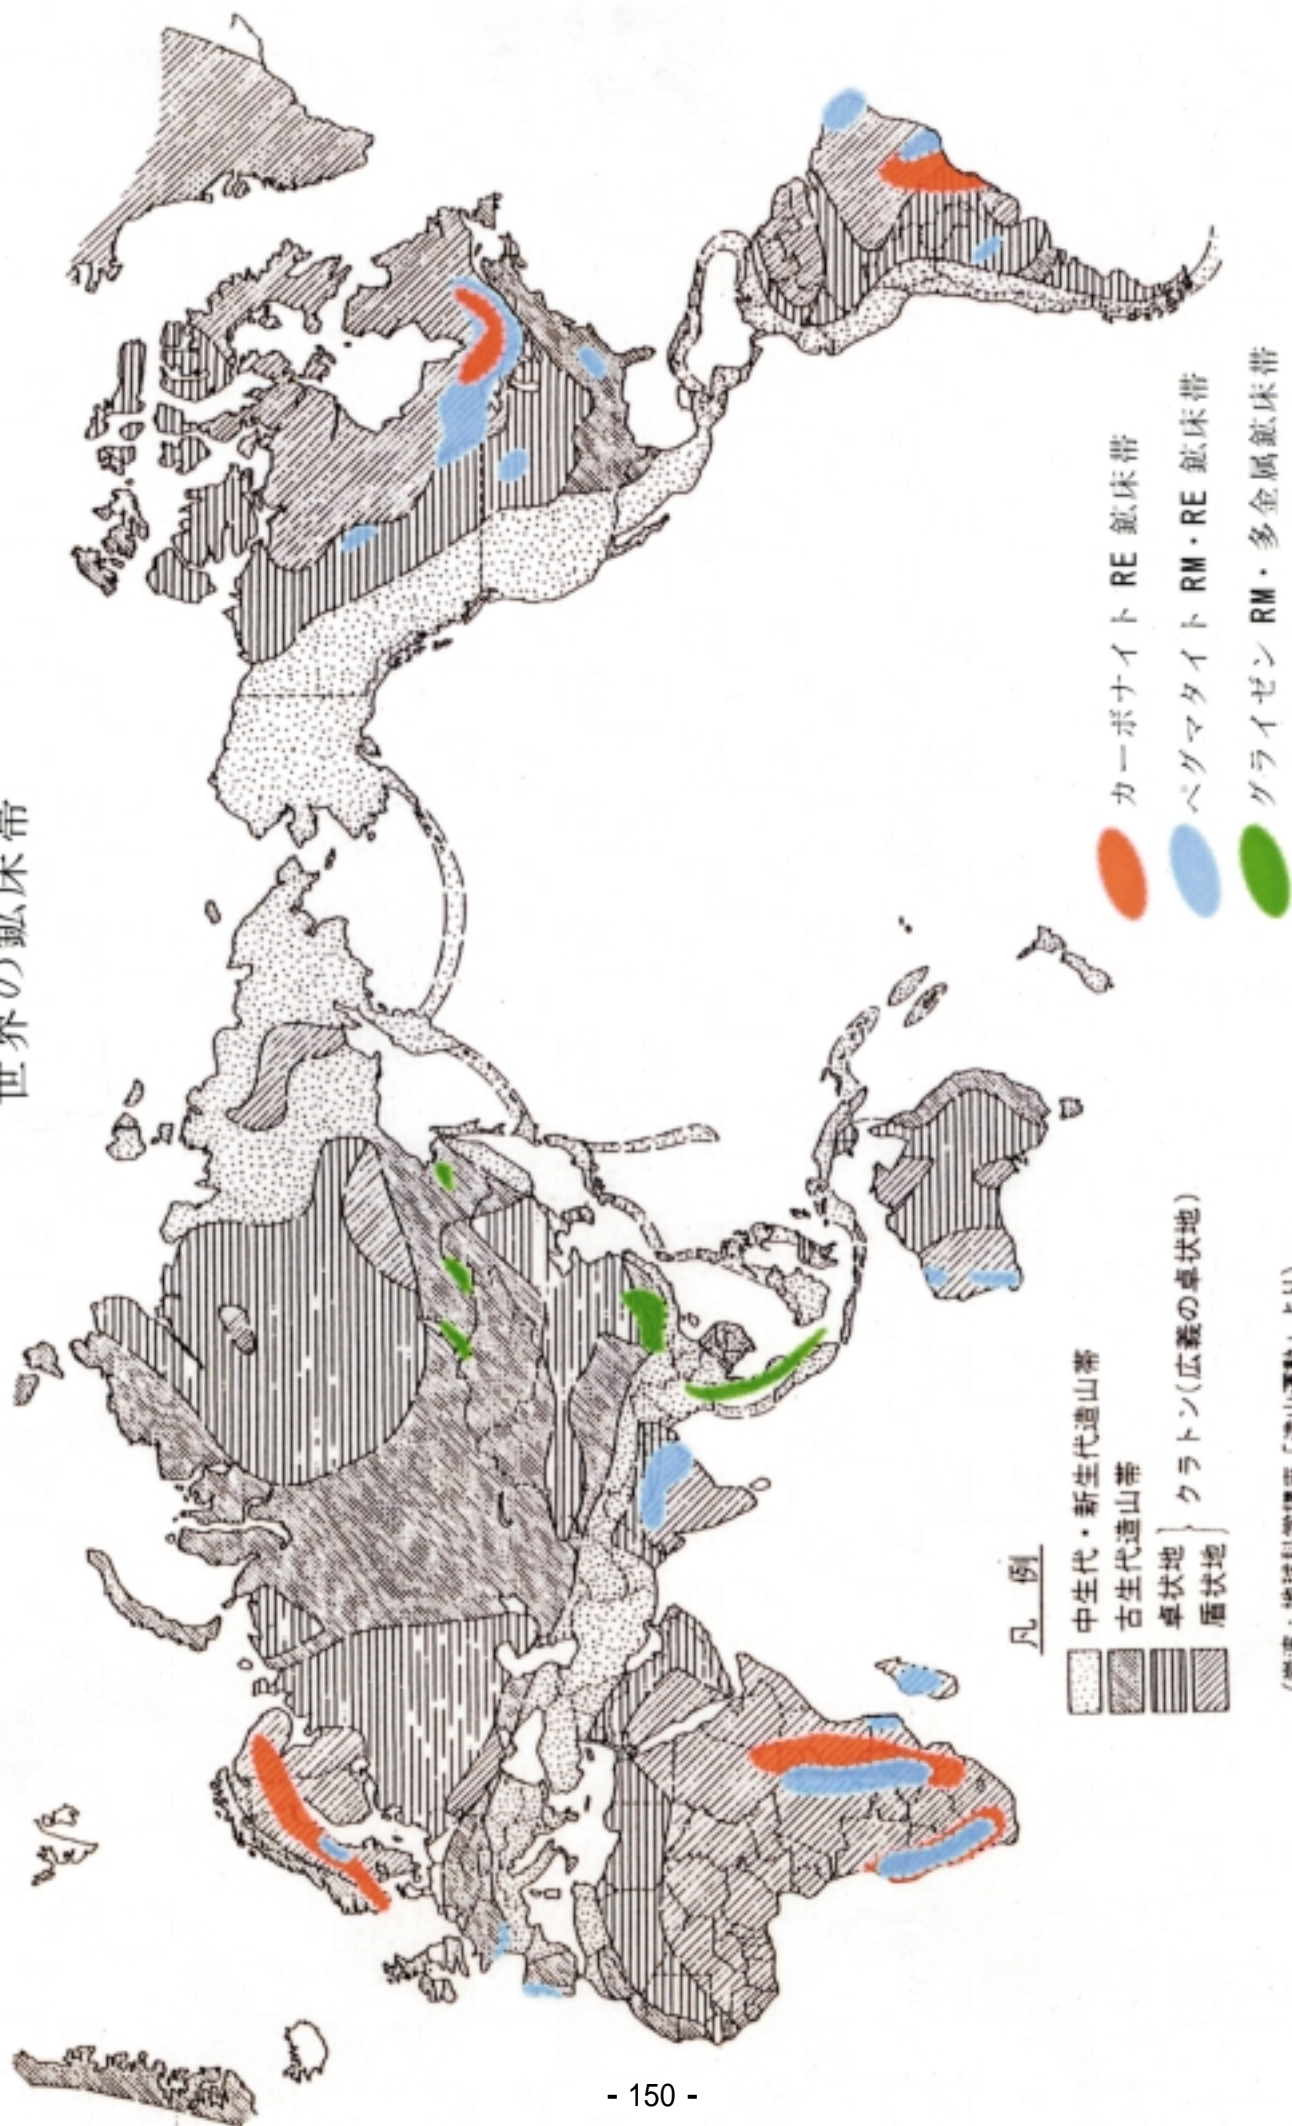 世界の鉱床帯
カーボナイト RE 鉱床帯
ペグマタイト RM・RE 鉱床帯
グライゼン RM・多金属鉱床帯
凡 例
中生代・新生代造山帯
古生代造山帯
卓状地
盾状地
クラトン(広義の卓状地)
- 150 -